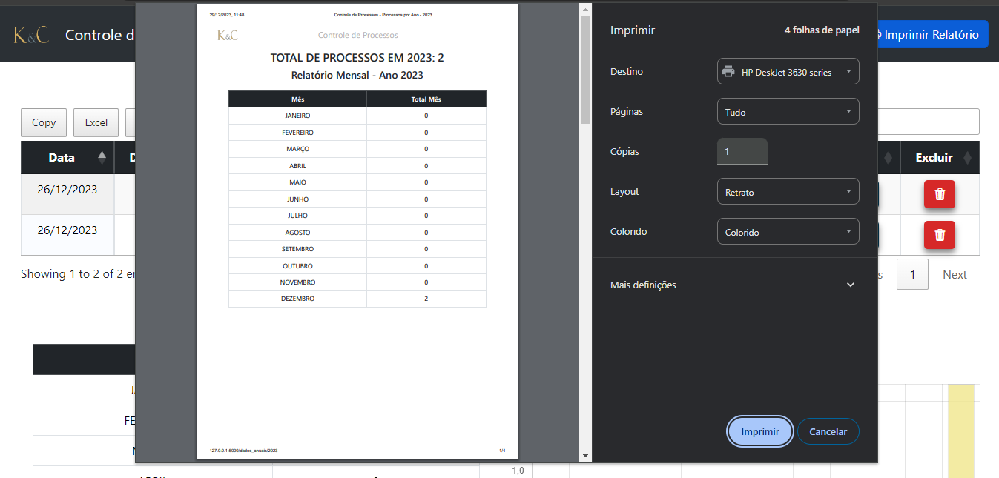 K&C
Controle d
Imprimir Relatório
Copy
Excel
Data
D
Excluir
26/12/2023
26/12/2023
Showing 1 to 2 of 2 en
s
1
Next
JA
FE
M
1,0
29/12/2023, 11:48
Controle de Processos - Processos por Ano - 2023
K&C
Controle de Processos
TOTAL DE PROCESSOS EM 2023: 2
Relatório Mensal - Ano 2023
Mês Total Mês
JANEIRO 0
FEVEREIRO 0
MARÇO 0
ABRIL 0
MAIO 0
JUNHO 0
JULHO 0
AGOSTO 0
SETEMBRO 0
OUTUBRO 0
NOVEMBRO 0
DEZEMBRO 2
127.0.0.1:5000/dados_anuais/2023
1/4
Imprimir
4 folhas de papel
Destino
HP DeskJet 3630 series
Páginas
Tudo
Cópias
1
Layout
Retrato
Colorido
Colorido
Mais definições
Imprimir
Cancelar